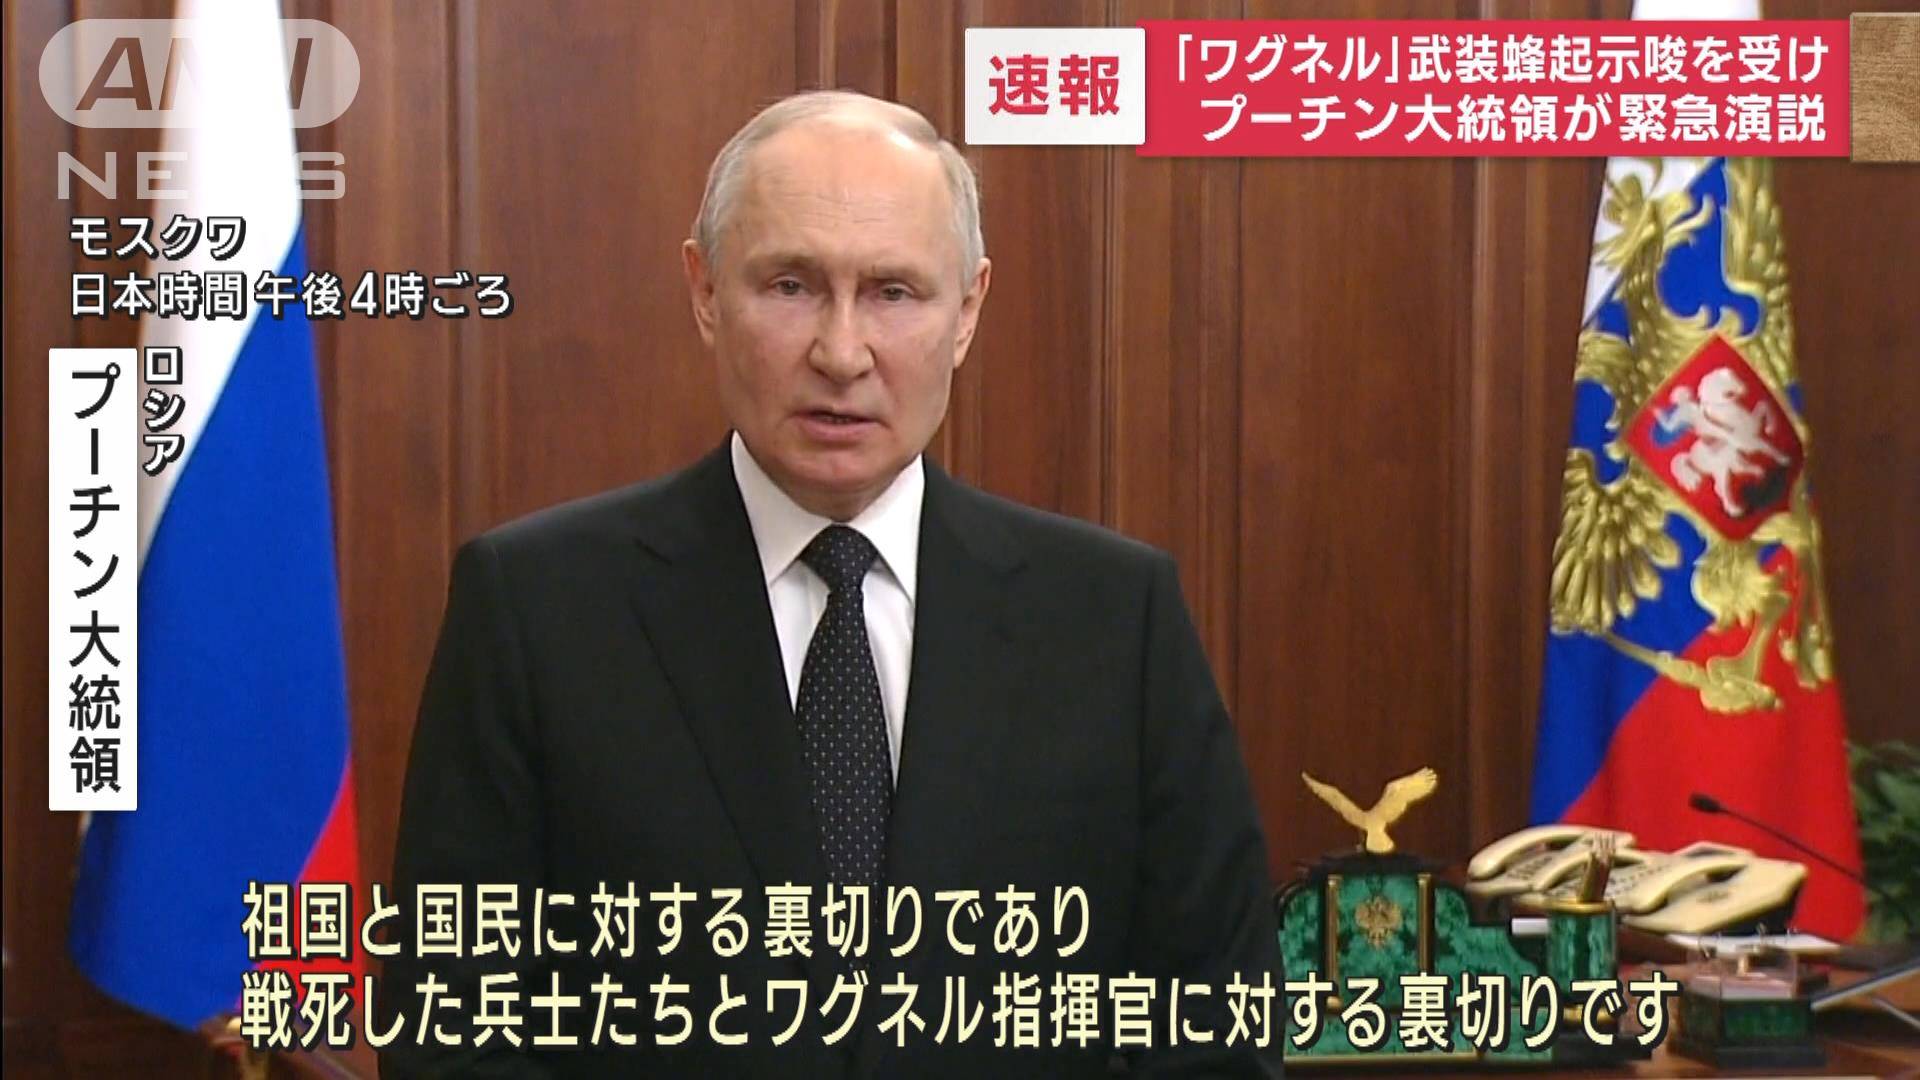 ANN
NEWS
速報
「ワグネル」武装蜂起示唆を受け
プーチン大統領が緊急演説
モスクワ
日本時間 午後4時ごろ
ロシア
プーチン大統領
祖国と国民に対する裏切りであり
戦死した兵士たちとワグネル指揮官に対する裏切りです